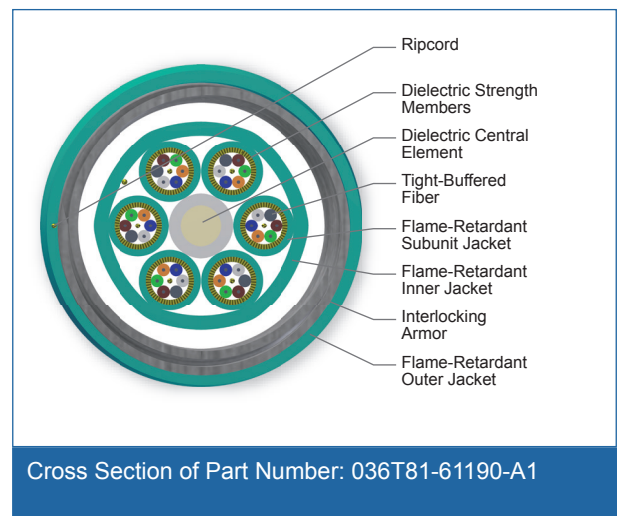 Ripcord
Dielectric Strength
Members
Dielectric Central
Element
Tight-Buffered
Fiber
Flame-Retardant
Subunit Jacket
Flame-Retardant
Inner Jacket
Interlocking
Armor
Flame-Retardant
Outer Jacket
Cross Section of Part Number: 036T81-61190-A1